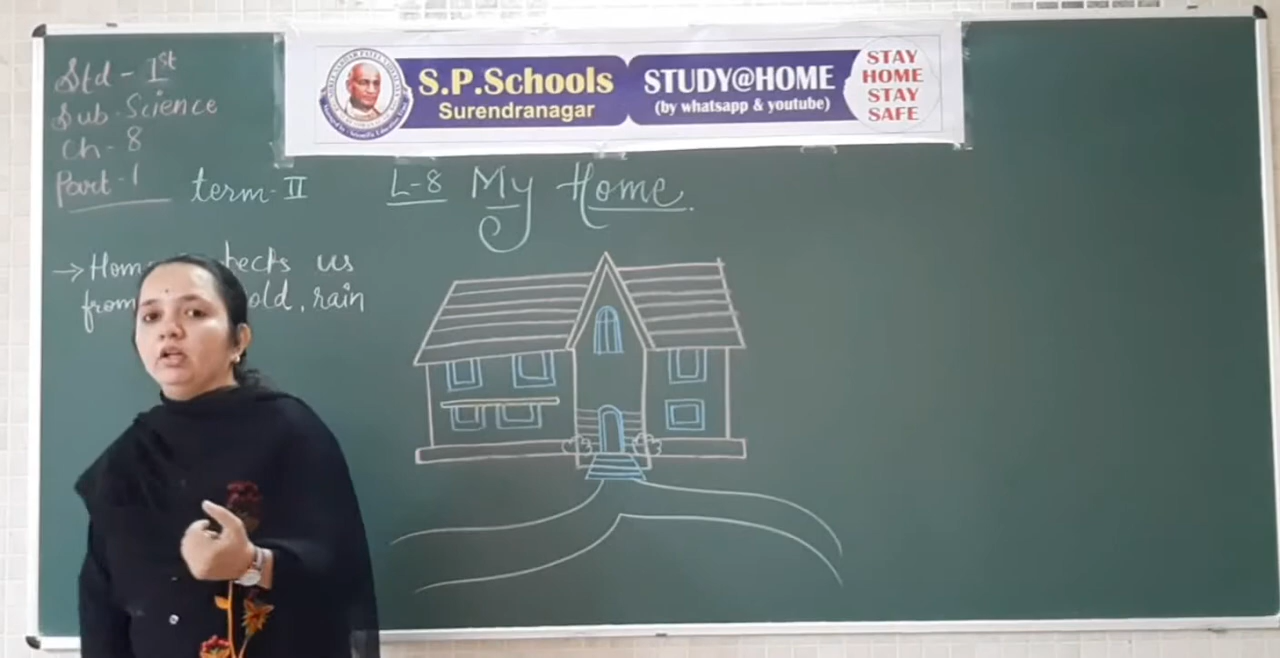 Std - 1st
Sub. Science
Ch - 8
Part - 1
term - II
S.P.Schools
Surendranagar
STUDY@HOME
(by whatsapp & youtube)
STAY
HOME
STAY
SAFE
L-8 My Home.
→ Hom tects us
from old, rain